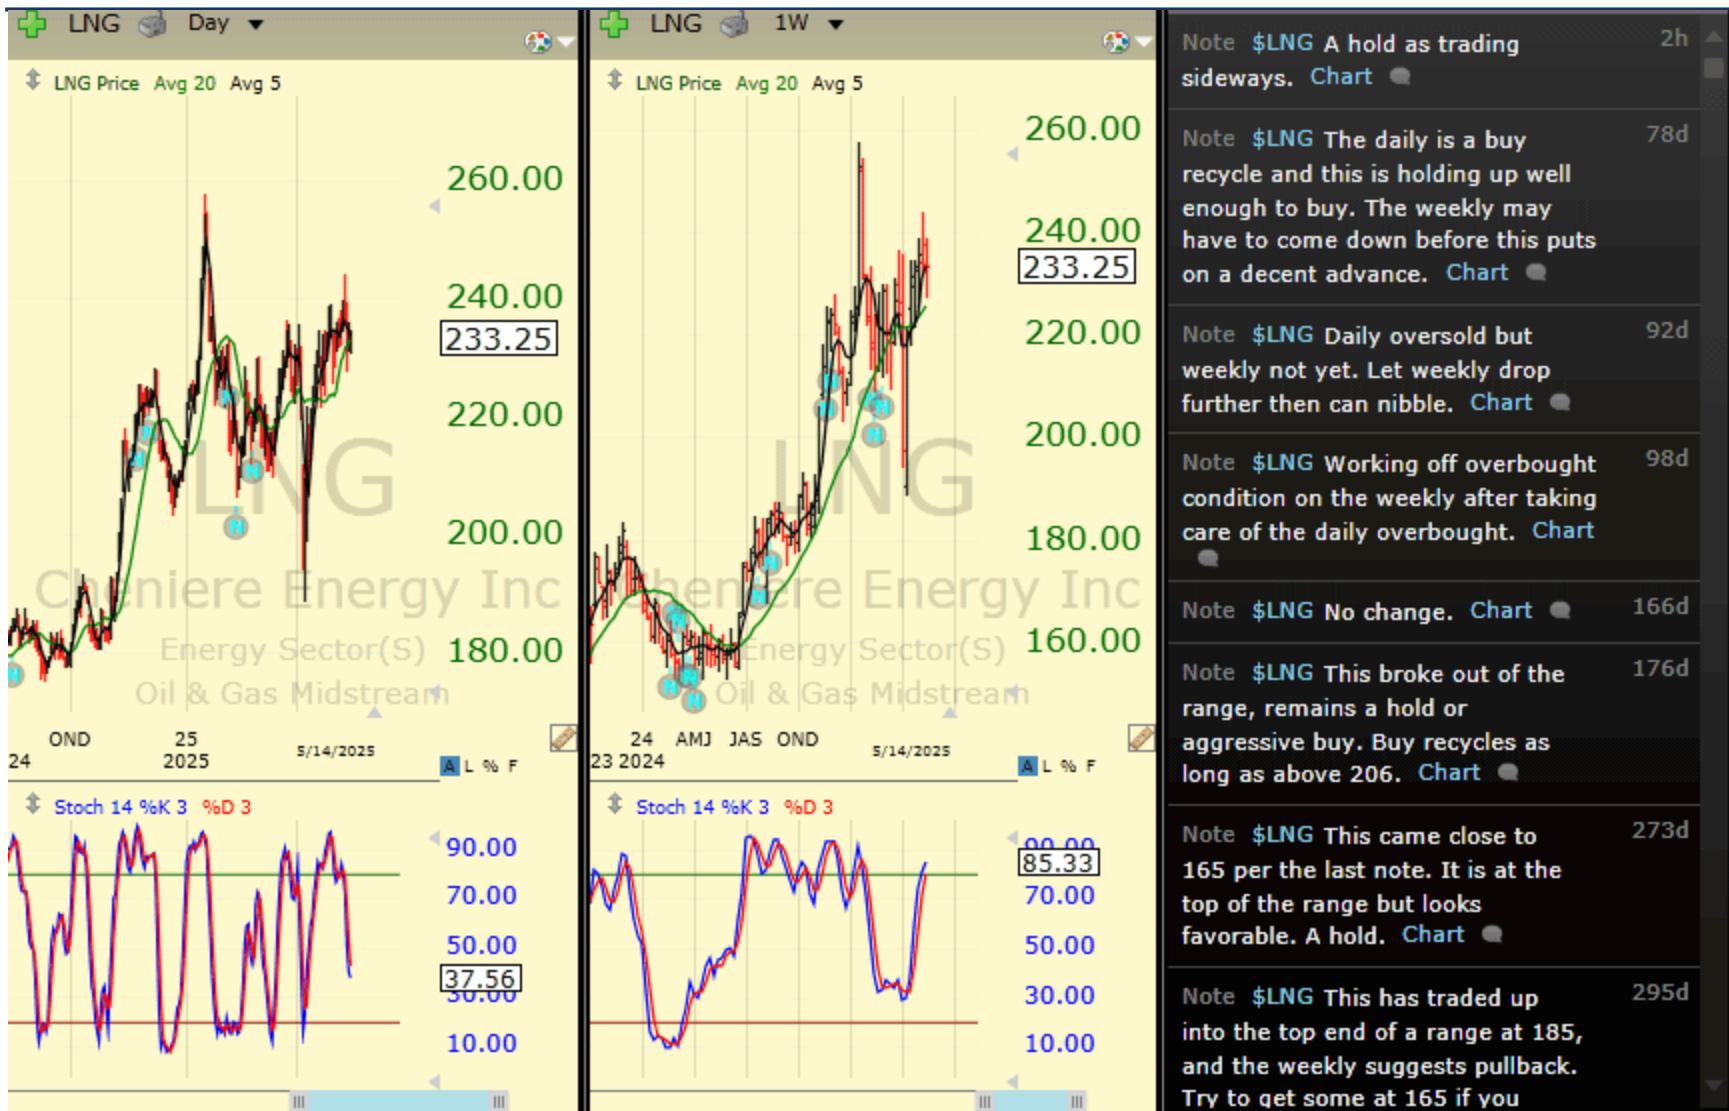 LNG Day
LNG Price Avg 20 Avg 5
260.00
240.00
233.25
220.00
200.00
180.00
LNG
Cheniere Energy Inc
Energy Sector(S)
Oil & Gas Midstream
OND 25 5/14/2025
24 2025
A L % F
Stoch 14 %K 3 %D 3
90.00
70.00
50.00
37.56
30.00
10.00
LNG 1W
LNG Price Avg 20 Avg 5
260.00
240.00
233.25
220.00
200.00
180.00
160.00
LNG
Cheniere Energy Inc
Energy Sector(S)
Oil & Gas Midstream
24 AMJ JAS OND 5/14/2025
23 2024
A L % F
Stoch 14 %K 3 %D 3
90.00
85.33
70.00
50.00
30.00
10.00
Note $LNG A hold as trading 2h
sideways. Chart
Note $LNG The daily is a buy 78d
recycle and this is holding up well
enough to buy. The weekly may
have to come down before this puts
on a decent advance. Chart
Note $LNG Daily oversold but 92d
weekly not yet. Let weekly drop
further then can nibble. Chart
Note $LNG Working off overbought 98d
condition on the weekly after taking
care of the daily overbought. Chart
Note $LNG No change. Chart 166d
Note $LNG This broke out of the 176d
range, remains a hold or
aggressive buy. Buy recycles as
long as above 206. Chart
Note $LNG This came close to 273d
165 per the last note. It is at the
top of the range but looks
favorable. A hold. Chart
Note $LNG This has traded up 295d
into the top end of a range at 185,
and the weekly suggests pullback.
Try to get some at 165 if you